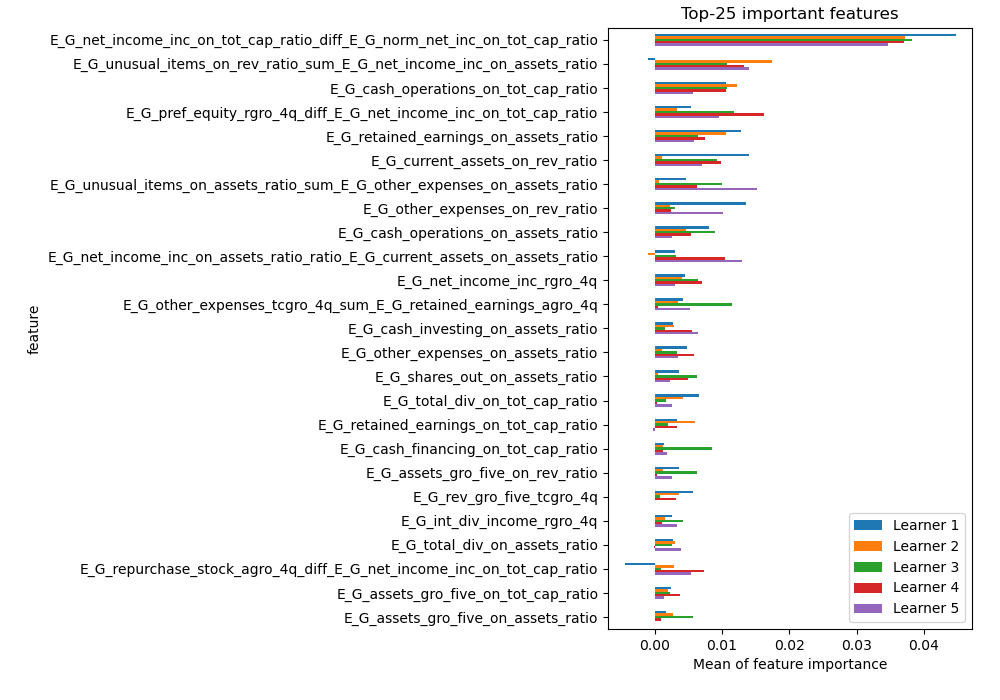 Top-25 important features
E_G_net_income_inc_on_tot_cap_ratio_diff_E_G_norm_net_inc_on_tot_cap_ratio
E_G_unusual_items_on_rev_ratio_sum_E_G_net_income_inc_on_assets_ratio
E_G_cash_operations_on_tot_cap_ratio
E_G_pref_equity_rgro_4q_diff_E_G_net_income_inc_on_tot_cap_ratio
E_G_retained_earnings_on_assets_ratio
E_G_current_assets_on_rev_ratio
E_G_unusual_items_on_assets_ratio_sum_E_G_other_expenses_on_assets_ratio
E_G_other_expenses_on_rev_ratio
E_G_cash_operations_on_assets_ratio
E_G_net_income_inc_on_assets_ratio_ratio_E_G_current_assets_on_assets_ratio
E_G_net_income_inc_rgro_4q
E_G_other_expenses_tcgro_4q_sum_E_G_retained_earnings_agro_4q
E_G_cash_investing_on_assets_ratio
E_G_other_expenses_on_assets_ratio
E_G_shares_out_on_assets_ratio
E_G_total_div_on_tot_cap_ratio
E_G_retained_earnings_on_tot_cap_ratio
E_G_cash_financing_on_tot_cap_ratio
E_G_assets_gro_five_on_rev_ratio
E_G_rev_gro_five_tcgro_4q
E_G_int_div_income_rgro_4q
E_G_total_div_on_assets_ratio
E_G_repurchase_stock_agro_4q_diff_E_G_net_income_inc_on_tot_cap_ratio
E_G_assets_gro_five_on_tot_cap_ratio
E_G_assets_gro_five_on_assets_ratio
feature
Learner 1
Learner 2
Learner 3
Learner 4
Learner 5
0.00 0.01 0.02 0.03 0.04
Mean of feature importance